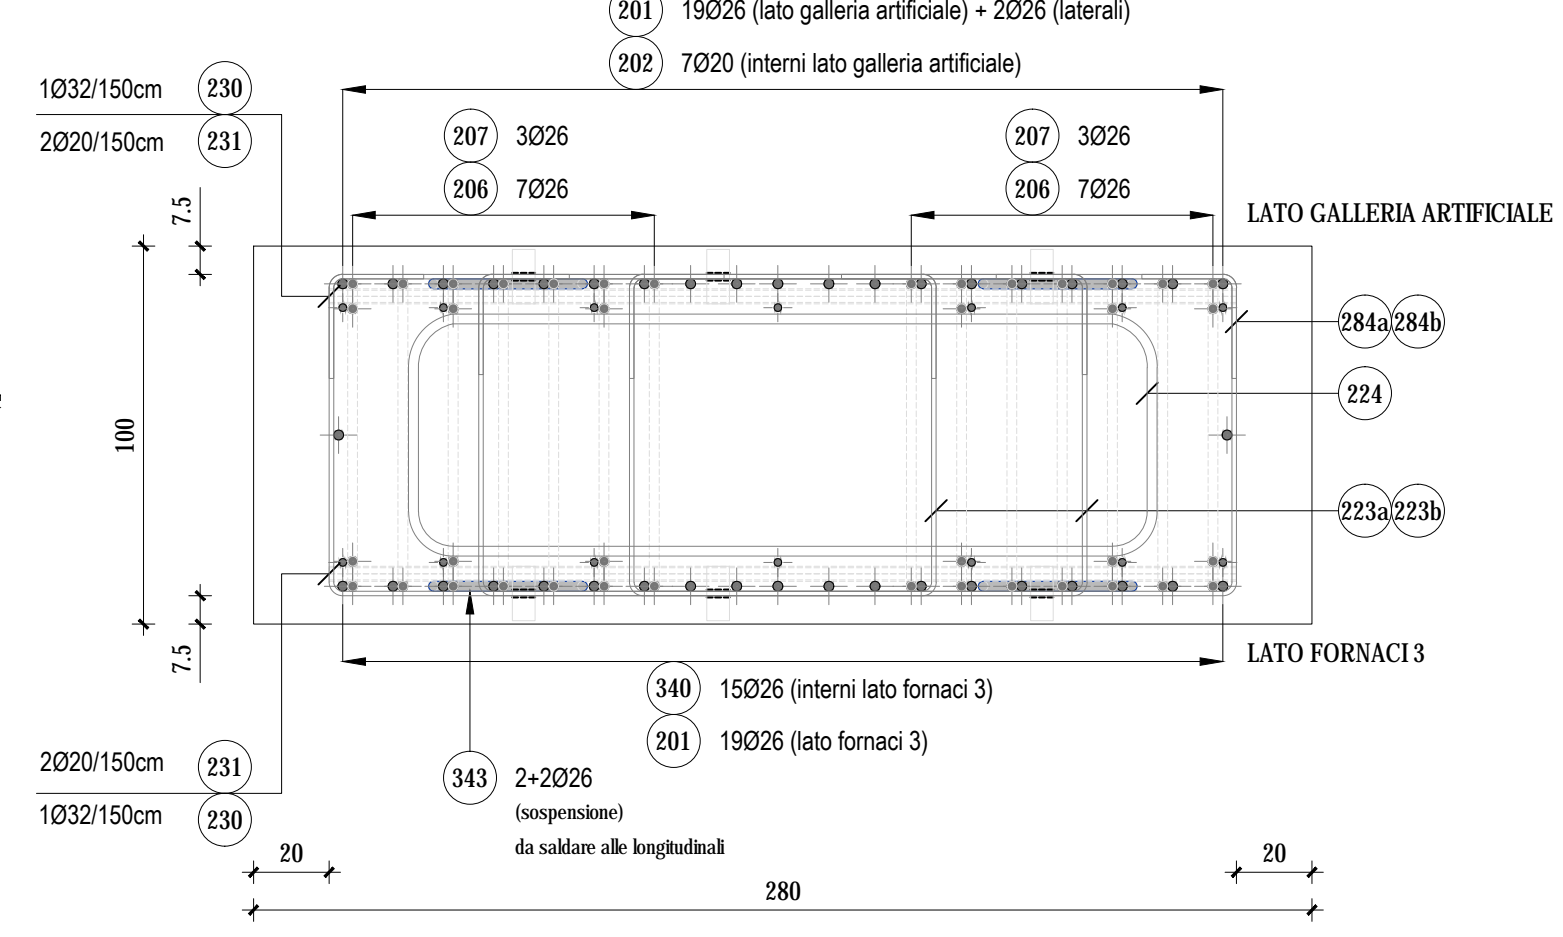 201 19Ø26 (lato galleria artificiale) + 2Ø26 (laterali)
202 7Ø20 (interni lato galleria artificiale)
1Ø32/150cm 230
2Ø20/150cm 231
207 3Ø26
206 7Ø26
207 3Ø26
206 7Ø26
LATO GALLERIA ARTIFICIALE
7.5
100
7.5
284a 284b
224
223a 223b
LATO FORNACI 3
340 15Ø26 (interni lato fornaci 3)
201 19Ø26 (lato fornaci 3)
2Ø20/150cm 231
1Ø32/150cm 230
343 2+2Ø26
(sospensione)
da saldare alle longitudinali
20
20
280